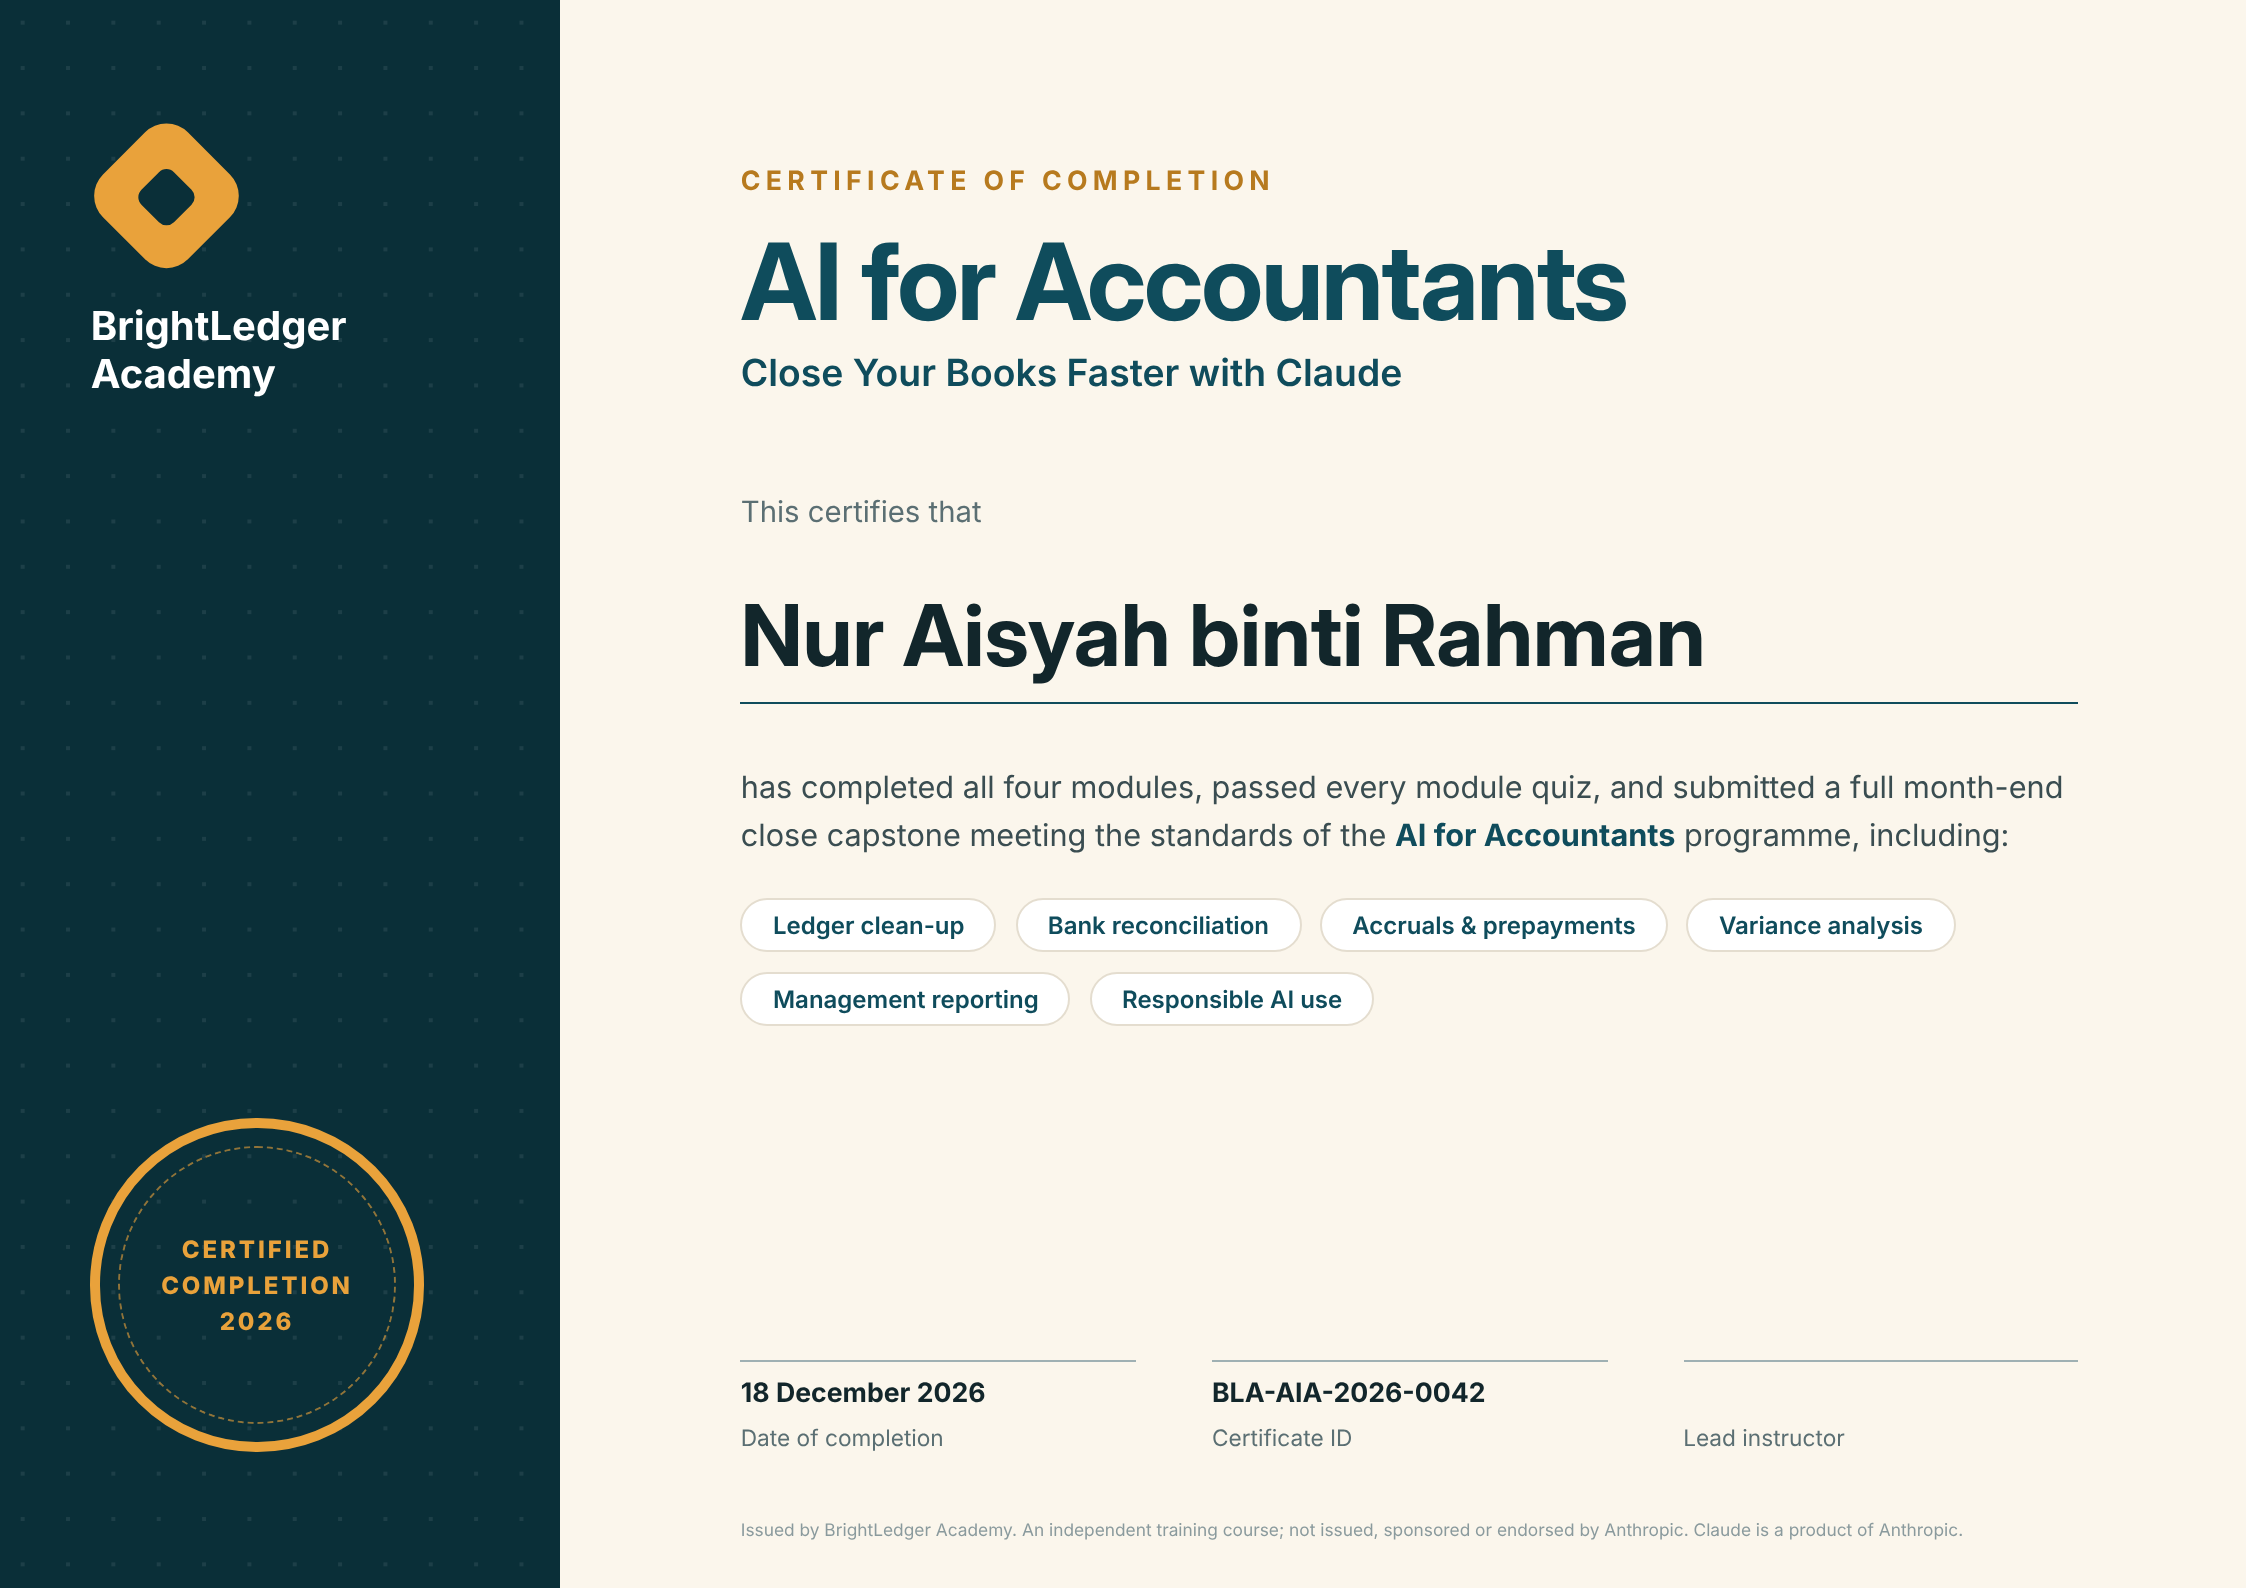 BrightLedger
Academy
CERTIFIED
COMPLETION
2026
CERTIFICATE OF COMPLETION
AI for Accountants
Close Your Books Faster with Claude
This certifies that
Nur Aisyah binti Rahman
has completed all four modules, passed every module quiz, and submitted a full month-end
close capstone meeting the standards of the AI for Accountants programme, including:
Ledger clean-up
Bank reconciliation
Accruals & prepayments
Variance analysis
Management reporting
Responsible AI use
18 December 2026
Date of completion
BLA-AIA-2026-0042
Certificate ID
Lead instructor
Issued by BrightLedger Academy. An independent training course; not issued, sponsored or endorsed by Anthropic. Claude is a product of Anthropic.